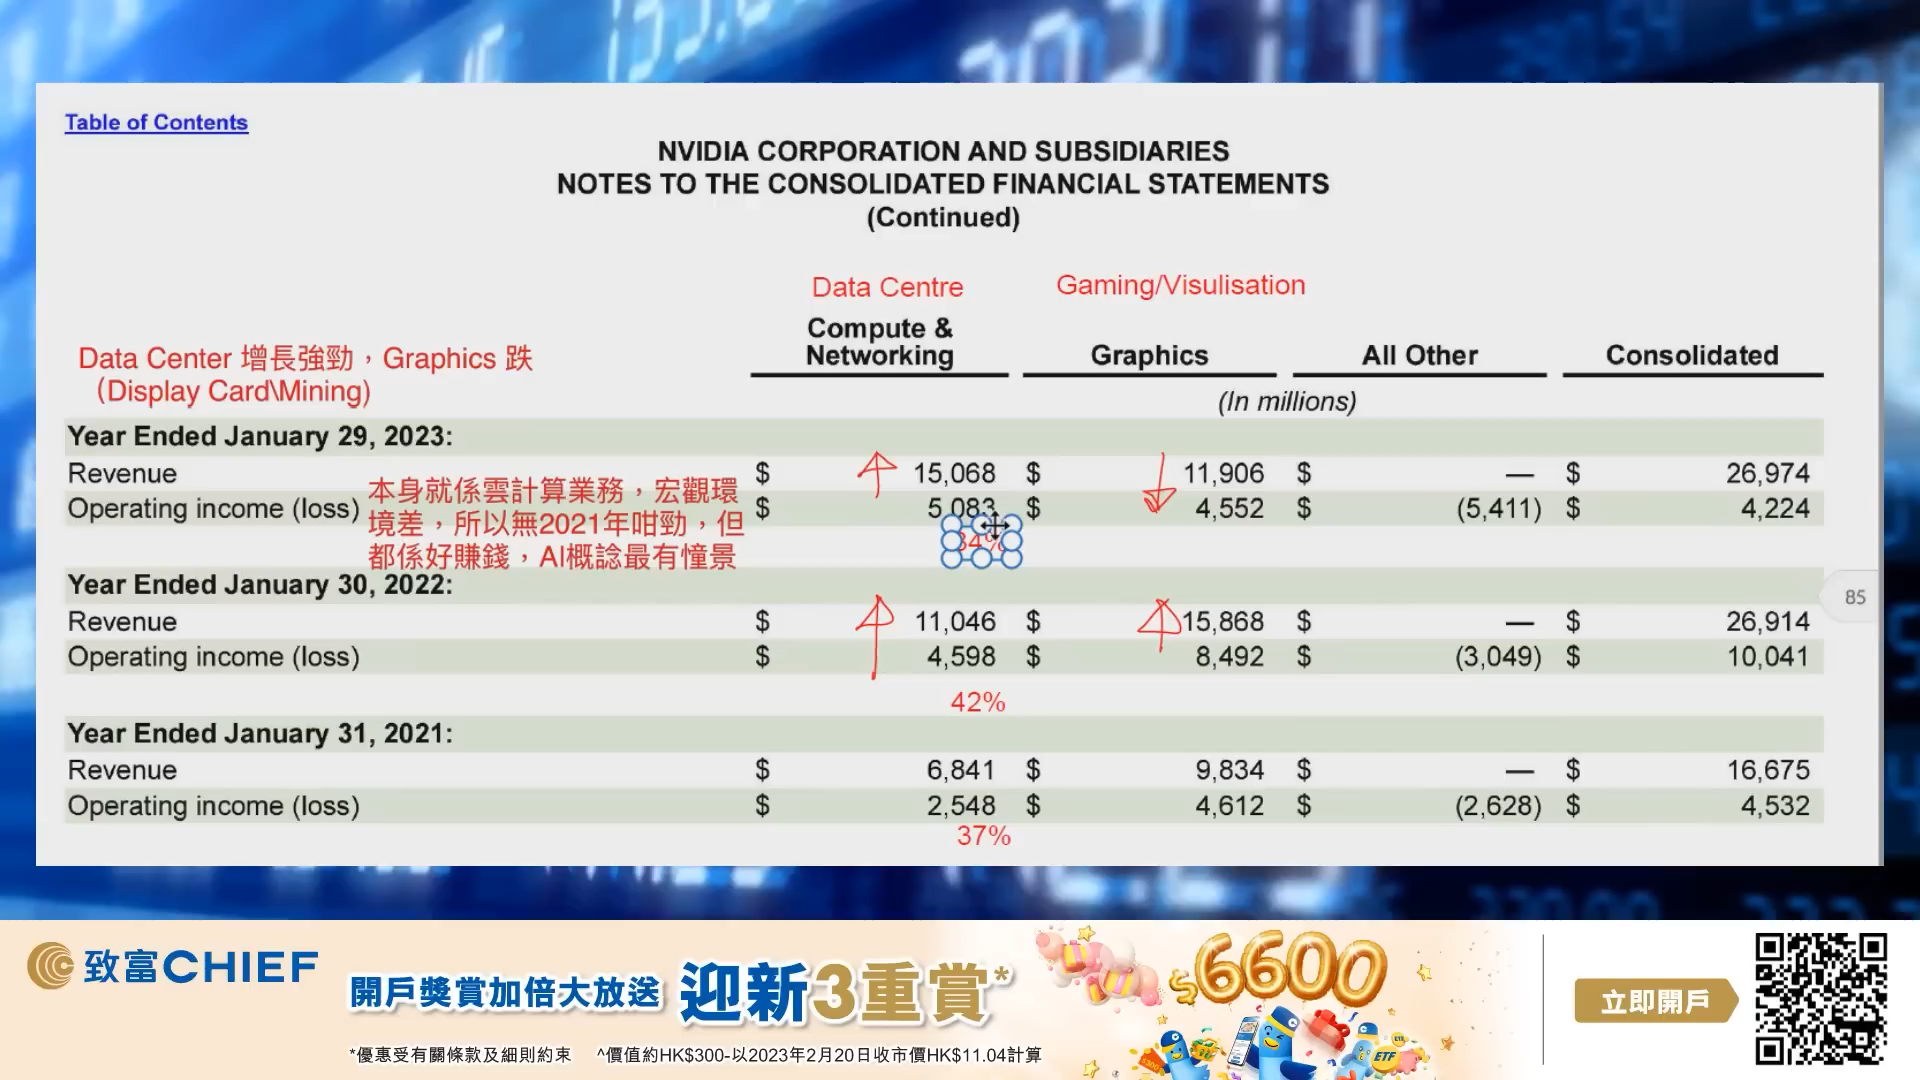 Table of Contents
NVIDIA CORPORATION AND SUBSIDIARIES
NOTES TO THE CONSOLIDATED FINANCIAL STATEMENTS
(Continued)
Data Centre Gaming/Visulisation
Compute & Networking Graphics All Other Consolidated
Data Center 增長強勁，Graphics 跌
（Display Card\Mining)
(In millions)
Year Ended January 29, 2023:
Revenue $ 15,068 $ 11,906 $ — $ 26,974
Operating income (loss) $ 5,083 $ 4,552 $ (5,411) $ 4,224
本身就係雲計算業務，宏觀環
境差，所以無2021年咁勁，但
都係好賺錢，AI概諗最有憧景
34%
Year Ended January 30, 2022:
Revenue $ 11,046 $ 15,868 $ — $ 26,914
Operating income (loss) $ 4,598 $ 8,492 $ (3,049) $ 10,041
42%
Year Ended January 31, 2021:
Revenue $ 6,841 $ 9,834 $ — $ 16,675
Operating income (loss) $ 2,548 $ 4,612 $ (2,628) $ 4,532
37%
85
致富CHIEF
開戶獎賞加倍大放送 迎新3重賞*
$6600
立即開戶
ETF
*優惠受有關條款及細則約束 ^價值約HK$300-以2023年2月20日收市價HK$11.04計算